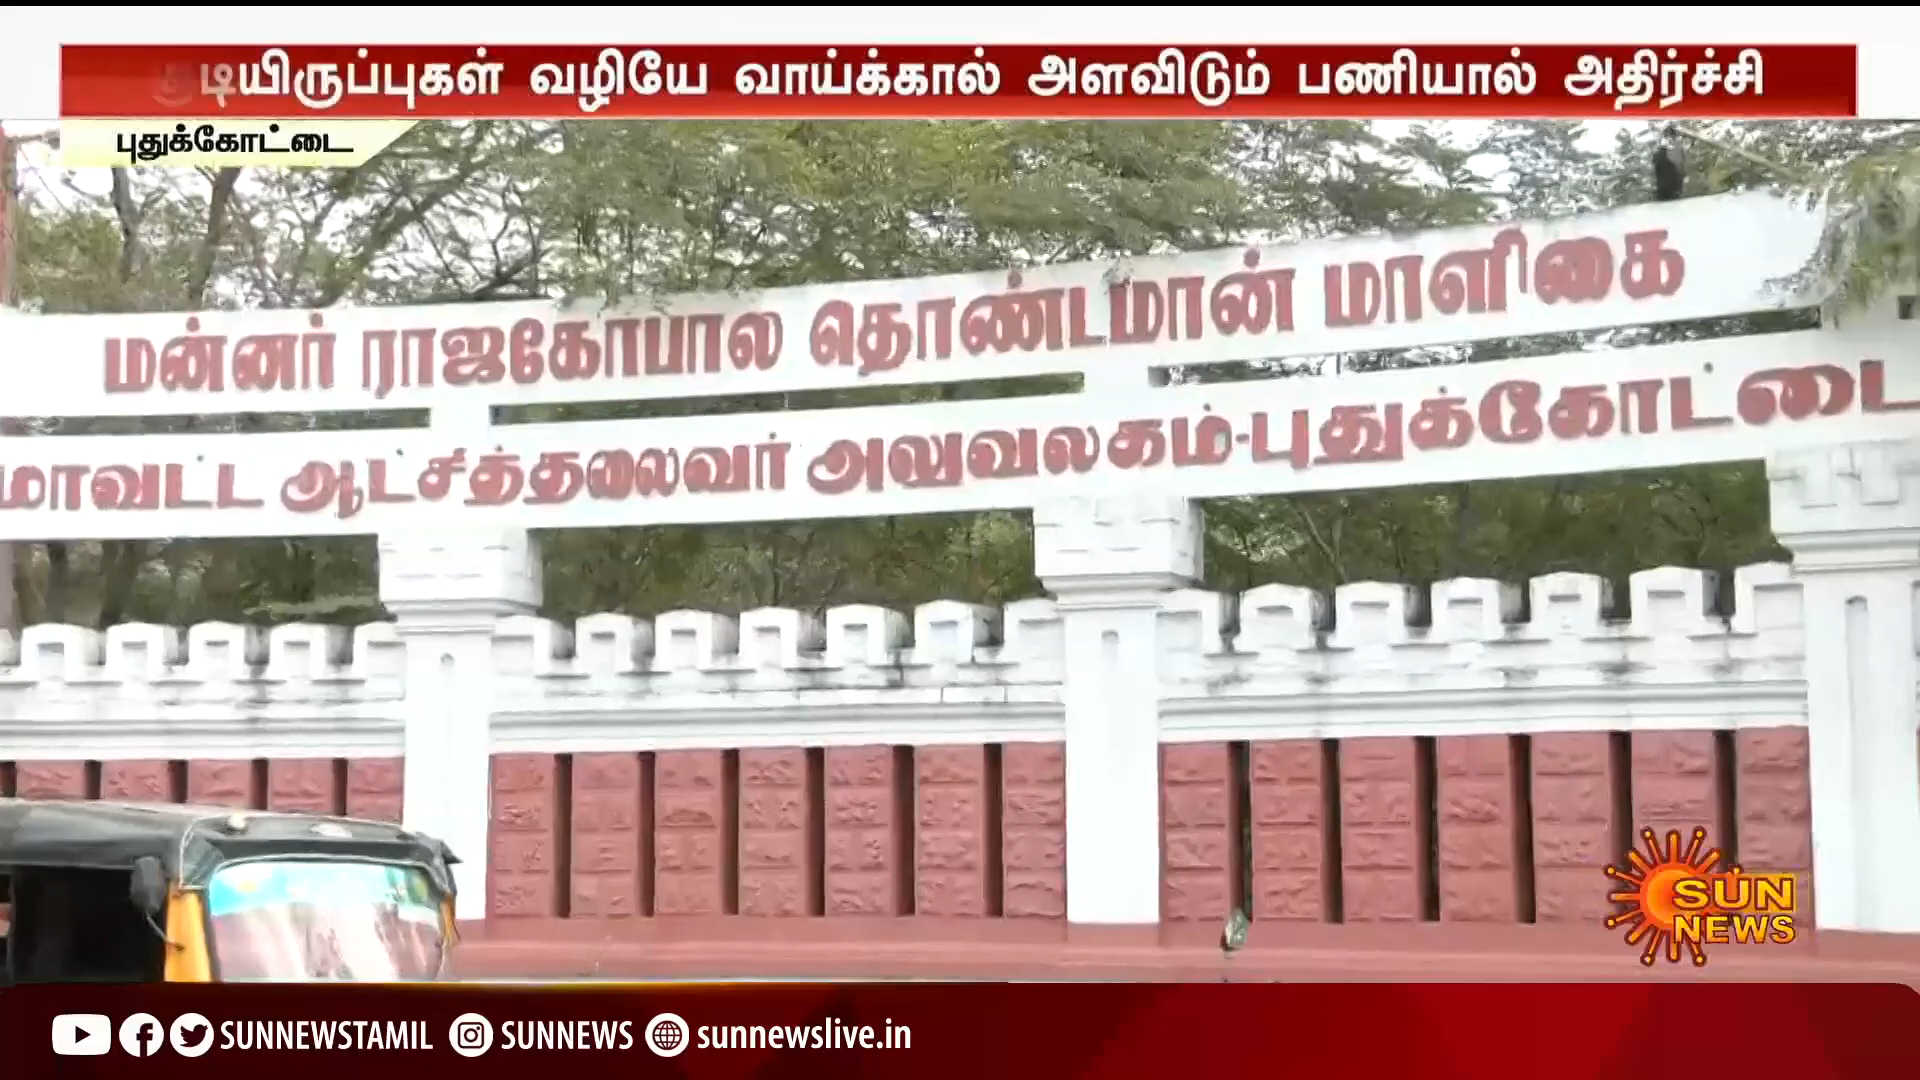 குடியிருப்புகள் வழியே வாய்க்கால் அளவிடும் பணியால் அதிர்ச்சி
புதுக்கோட்டை
மன்னர் ராஜகோபால தொண்டமான் மாளிகை
மாவட்ட ஆட்சித்தலைவர் அலுவலகம்-புதுக்கோட்டை
SUN
NEWS
SUNNEWSTAMIL SUNNEWS sunnewslive.in